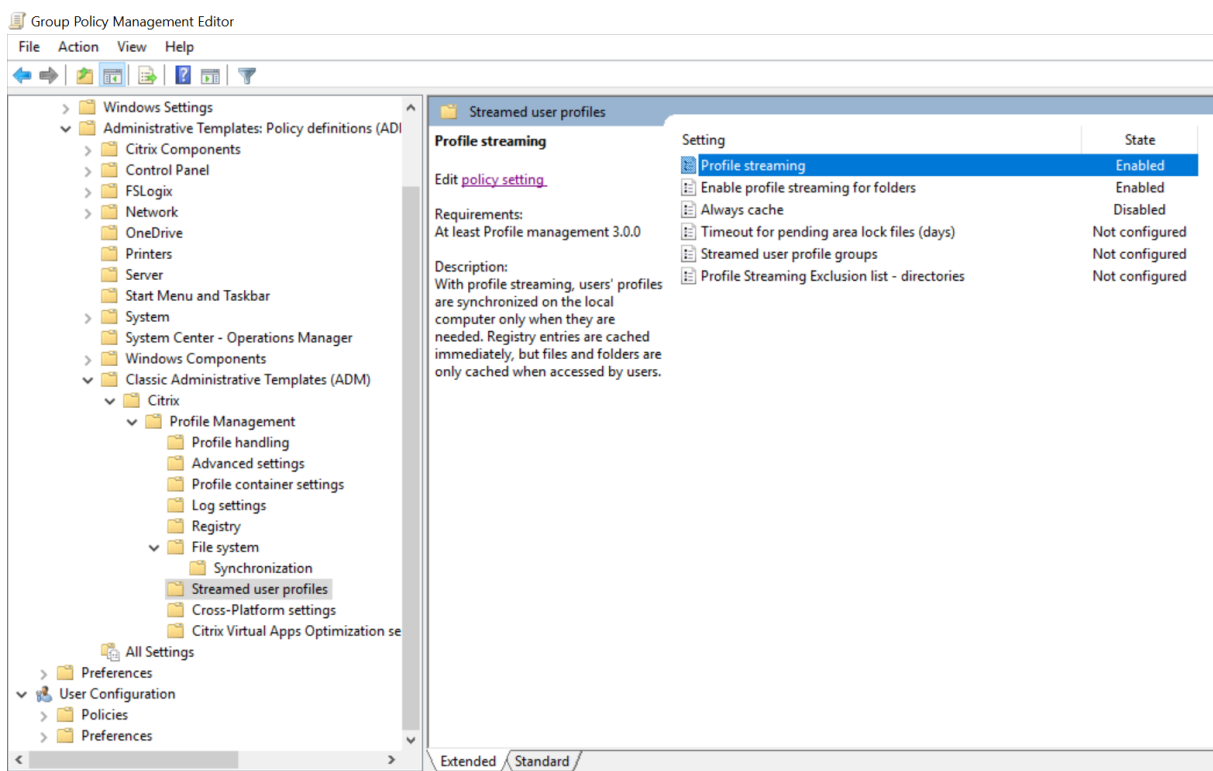 Group Policy Management Editor
File Action View Help
Windows Settings
Administrative Templates: Policy definitions (ADI
Citrix Components
Control Panel
FSLogix
Network
OneDrive
Printers
Server
Start Menu and Taskbar
System
System Center - Operations Manager
Windows Components
Classic Administrative Templates (ADM)
Citrix
Profile Management
Profile handling
Advanced settings
Profile container settings
Log settings
Registry
File system
Synchronization
Streamed user profiles
Cross-Platform settings
Citrix Virtual Apps Optimization se
All Settings
Preferences
User Configuration
Policies
Preferences
Streamed user profiles
Profile streaming
Edit policy setting
Requirements:
At least Profile management 3.0.0
Description:
With profile streaming, users' profiles
are synchronized on the local
computer only when they are
needed. Registry entries are cached
immediately, but files and folders are
only cached when accessed by users.
Setting State
Profile streaming Enabled
Enable profile streaming for folders Enabled
Always cache Disabled
Timeout for pending area lock files (days) Not configured
Streamed user profile groups Not configured
Profile Streaming Exclusion list - directories Not configured
Extended Standard